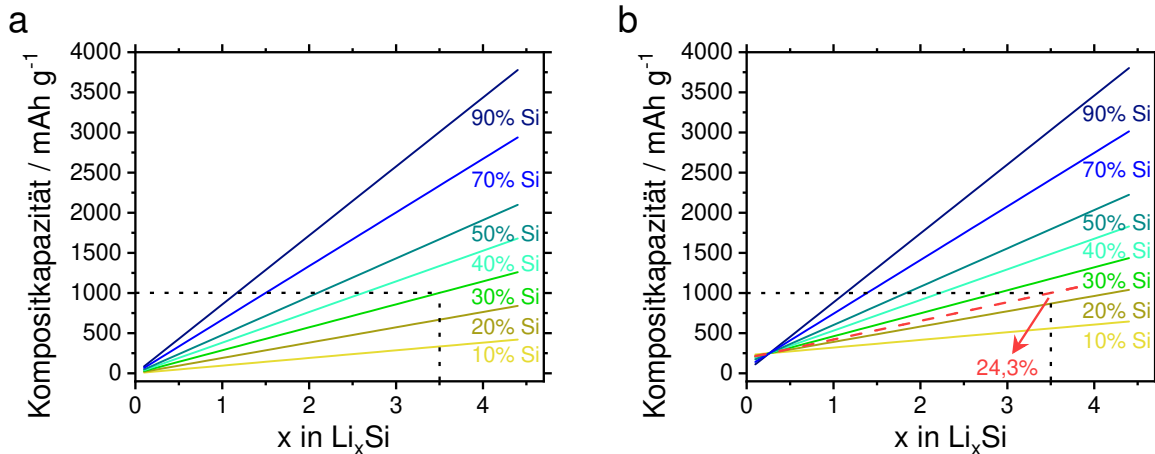 a
Kompositkapazität / mAh g⁻¹
4000
3500
3000
2500
2000
1500
1000
500
0
90% Si
70% Si
50% Si
40% Si
30% Si
20% Si
10% Si
0 1 2 3 4
x in LiₓSi
b
Kompositkapazität / mAh g⁻¹
4000
3500
3000
2500
2000
1500
1000
500
0
90% Si
70% Si
50% Si
40% Si
30% Si
20% Si
10% Si
24,3%
0 1 2 3 4
x in LiₓSi